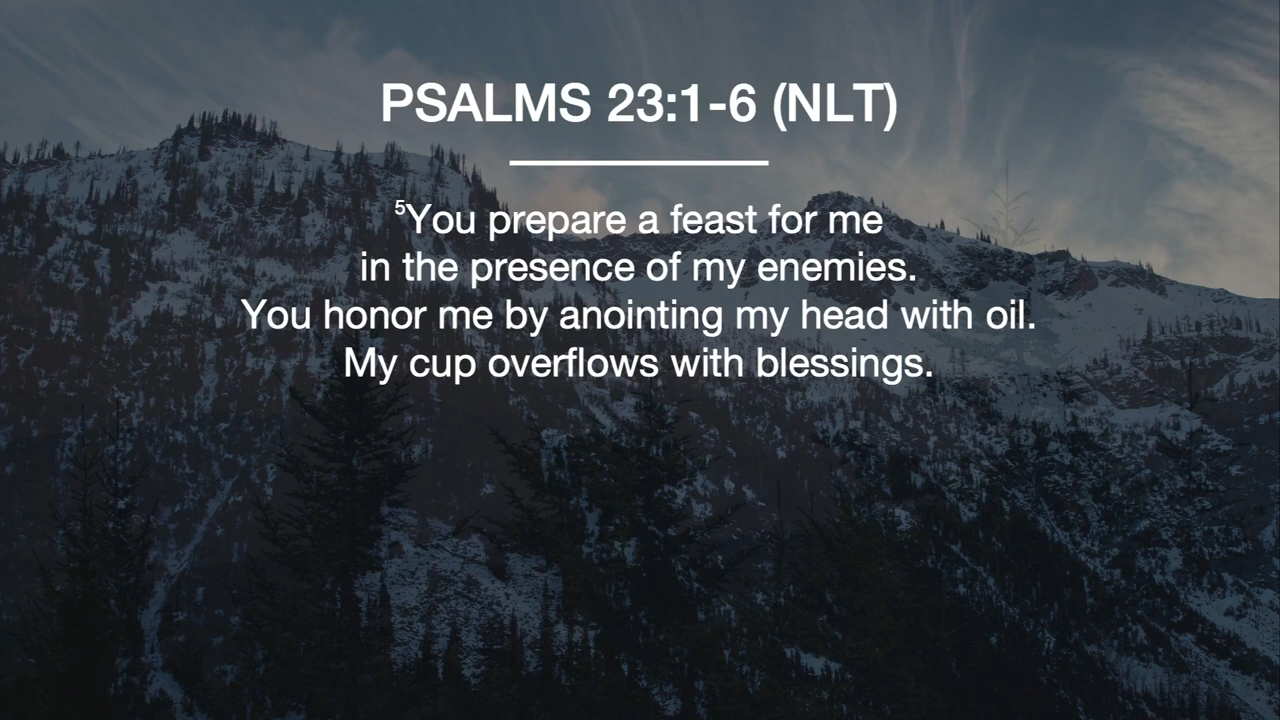 PSALMS 23:1-6 (NLT)
⁵You prepare a feast for me
in the presence of my enemies.
You honor me by anointing my head with oil.
My cup overflows with blessings.